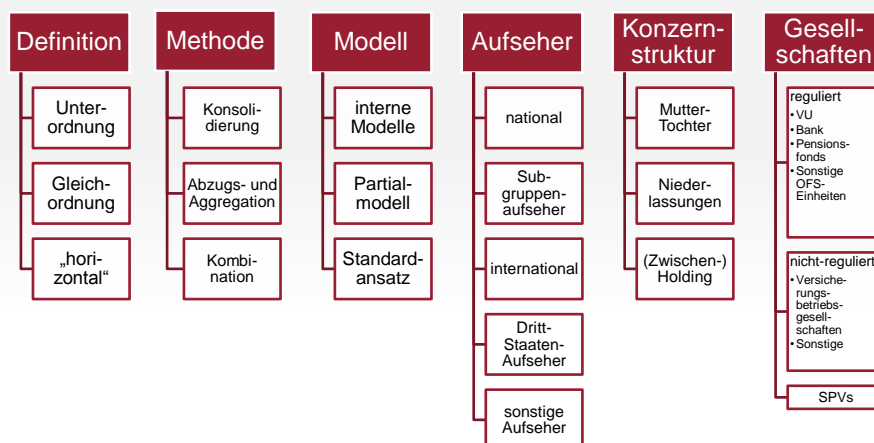 Definition
Unter-
ordnung
Gleich-
ordnung
„hori-
zontal“
Methode
Konsoli-
dierung
Abzugs- und
Aggregation
Kombi-
nation
Modell
interne
Modelle
Partial-
modell
Standard-
ansatz
Aufseher
national
Sub-
gruppen-
aufseher
international
Dritt-
Staaten-
Aufseher
sonstige
Aufseher
Konzern-
struktur
Mutter-
Tochter
Nieder-
lassungen
(Zwischen-)
Holding
Gesell-
schaften
reguliert
•VU
•Bank
•Pensions-
fonds
•Sonstige
OFS-
Einheiten
nicht-reguliert
•Versiche-
rungs-
betriebs-
gesell-
schaften
•Sonstige
SPVs